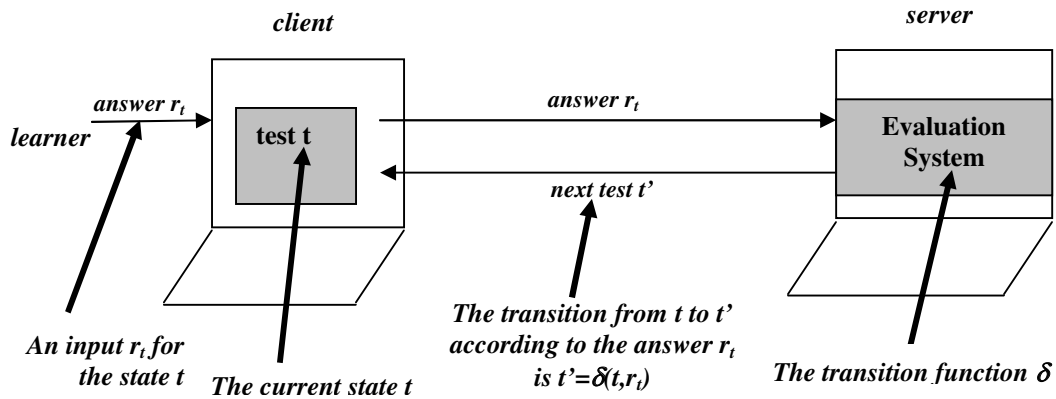 client
server
answer rₜ
answer rₜ
learner
test t
Evaluation
System
next test t’
An input rₜ for
the state t
The current state t
The transition from t to t’
according to the answer rₜ
is t’=δ(t,rₜ)
The transition function δ